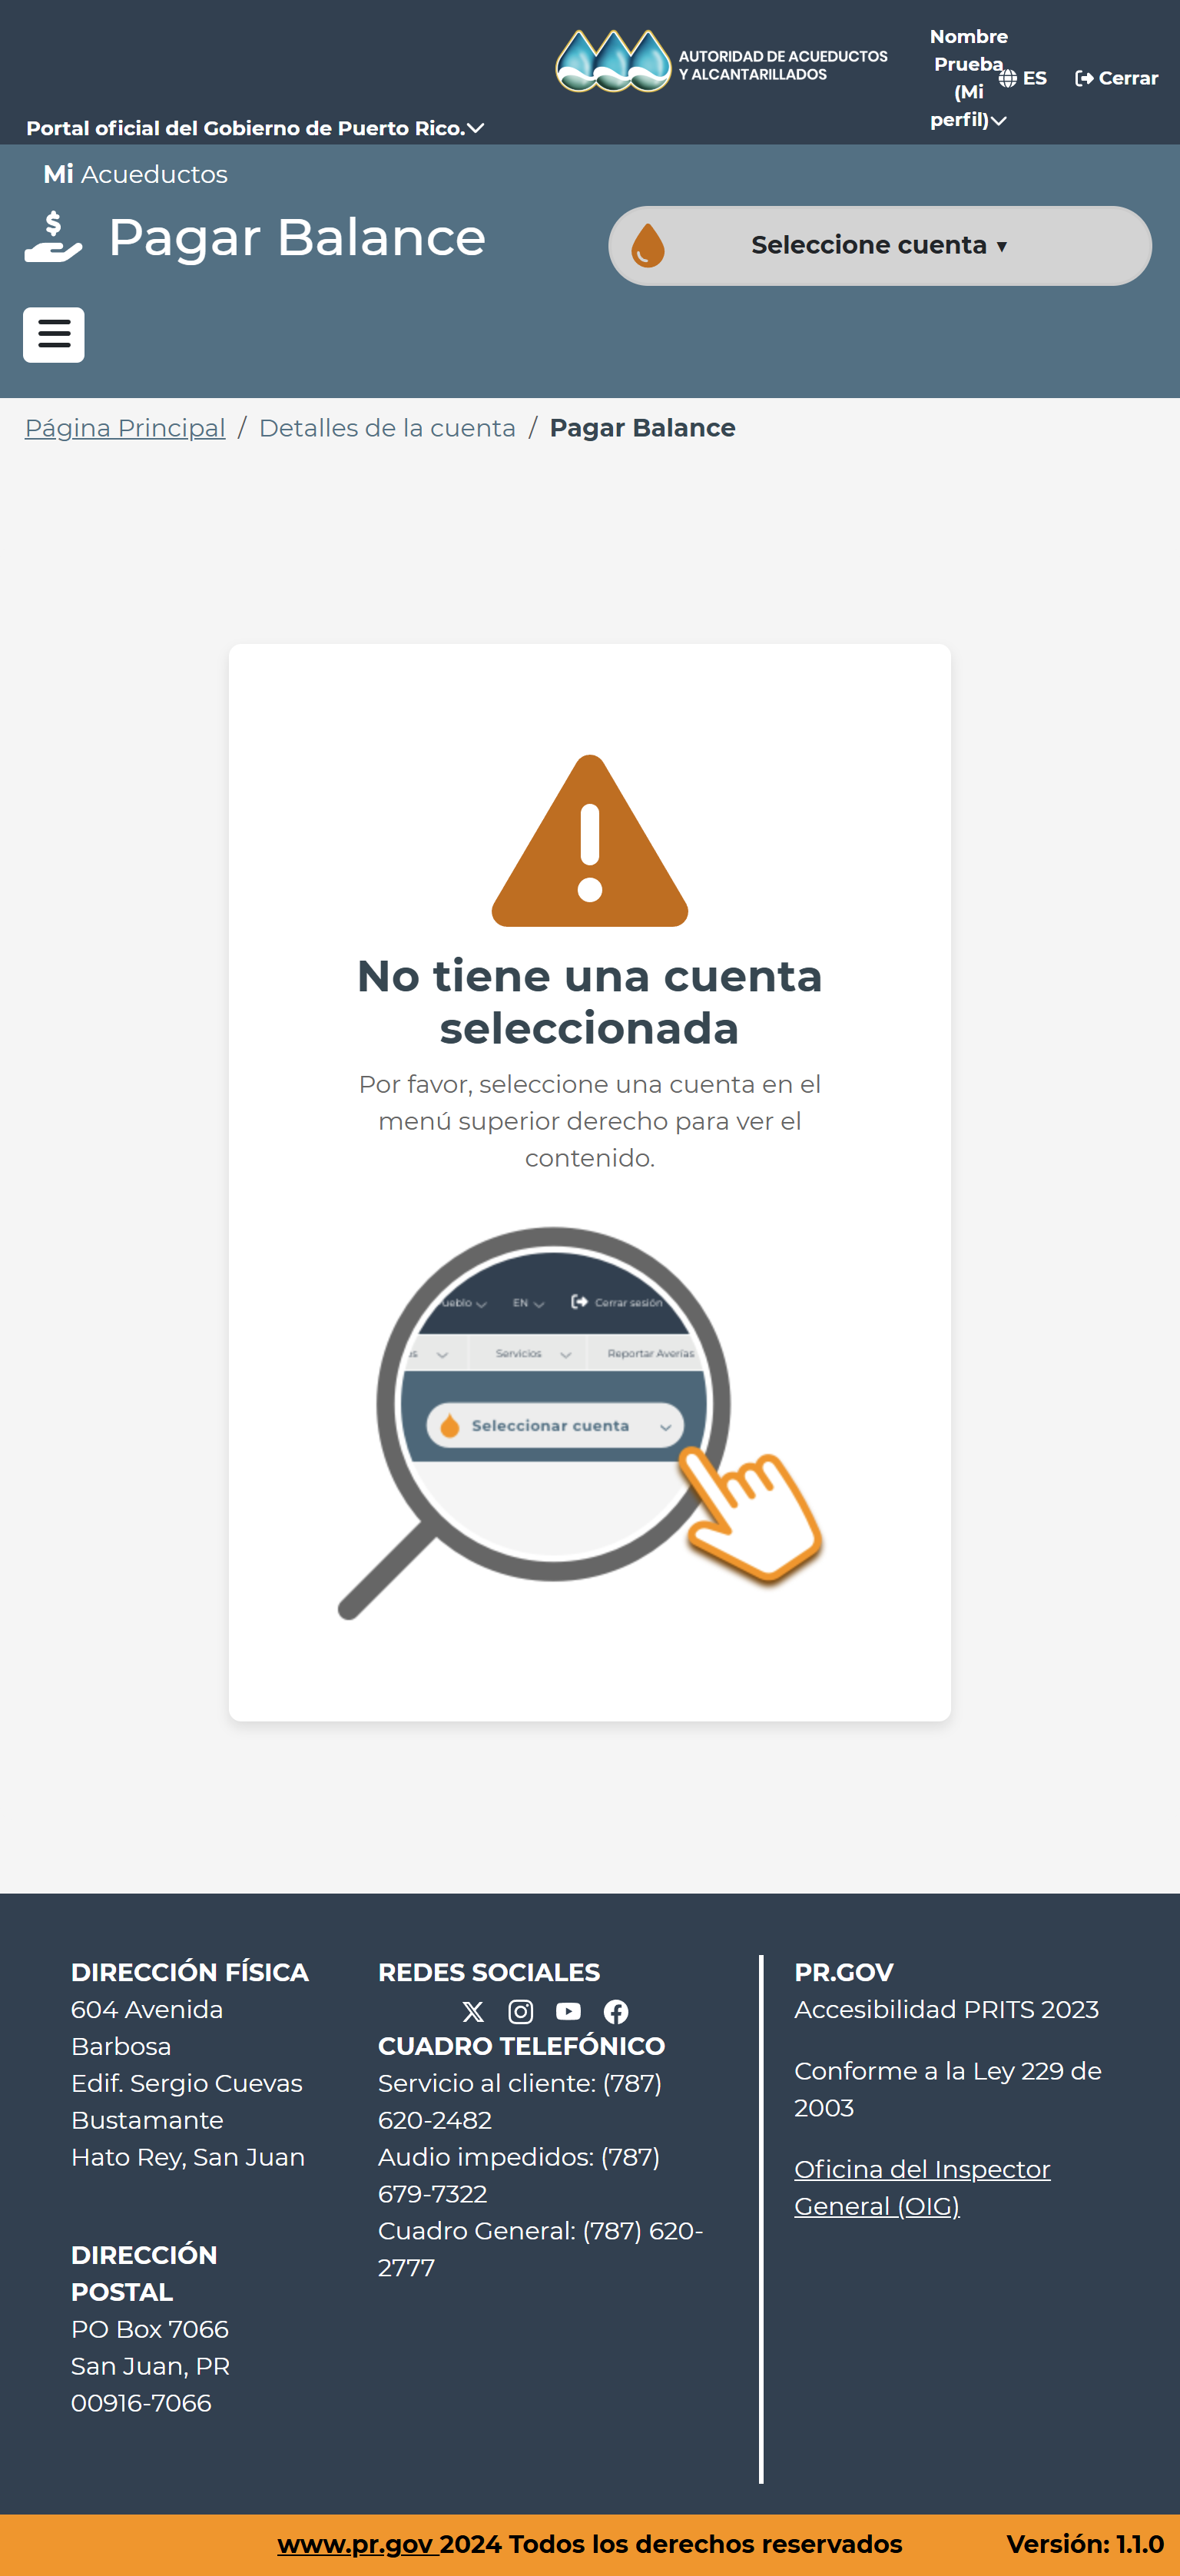 AUTORIDAD DE ACUEDUCTOS
Y ALCANTARILLADOS
Nombre
Prueba
(Mi
perfil)
ES
Cerrar
Portal oficial del Gobierno de Puerto Rico.
Mi Acueductos
Pagar Balance
Seleccione cuenta ▾
Página Principal / Detalles de la cuenta / Pagar Balance
No tiene una cuenta
seleccionada
Por favor, seleccione una cuenta en el
menú superior derecho para ver el
contenido.
ueblo EN Cerrar sesión
as Servicios Reportar Averías
Seleccionar cuenta
DIRECCIÓN FÍSICA
604 Avenida
Barbosa
Edif. Sergio Cuevas
Bustamante
Hato Rey, San Juan
DIRECCIÓN
POSTAL
PO Box 7066
San Juan, PR
00916-7066
REDES SOCIALES
CUADRO TELEFÓNICO
Servicio al cliente: (787)
620-2482
Audio impedidos: (787)
679-7322
Cuadro General: (787) 620-
2777
PR.GOV
Accesibilidad PRITS 2023
Conforme a la Ley 229 de
2003
Oficina del Inspector
General (OIG)
www.pr.gov 2024 Todos los derechos reservados
Versión: 1.1.0